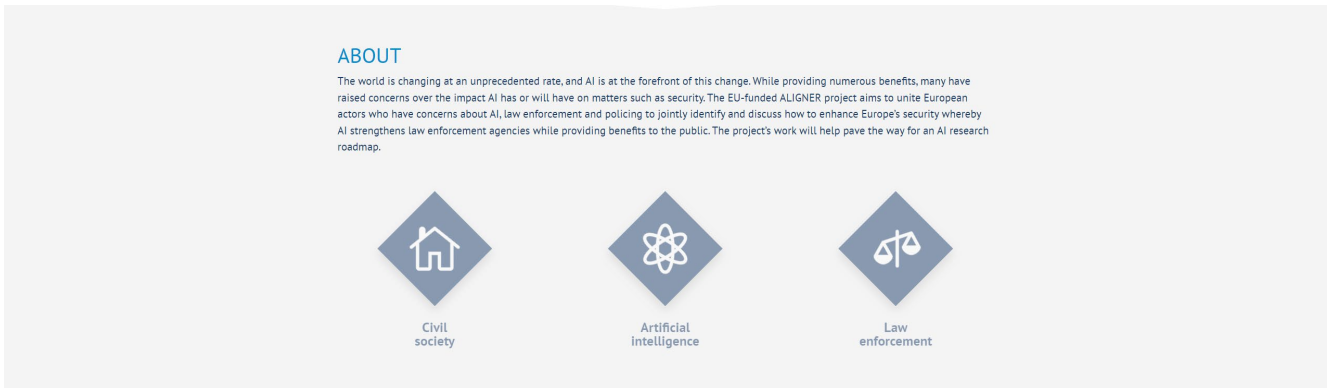 ABOUT
The world is changing at an unprecedented rate, and AI is at the forefront of this change. While providing numerous benefits, many have
raised concerns over the impact AI has or will have on matters such as security. The EU-funded ALIGNER project aims to unite European
actors who have concerns about AI, law enforcement and policing to jointly identify and discuss how to enhance Europe's security whereby
AI strengthens law enforcement agencies while providing benefits to the public. The project's work will help pave the way for an AI research
roadmap.
Civil
society
Artificial
intelligence
Law
enforcement